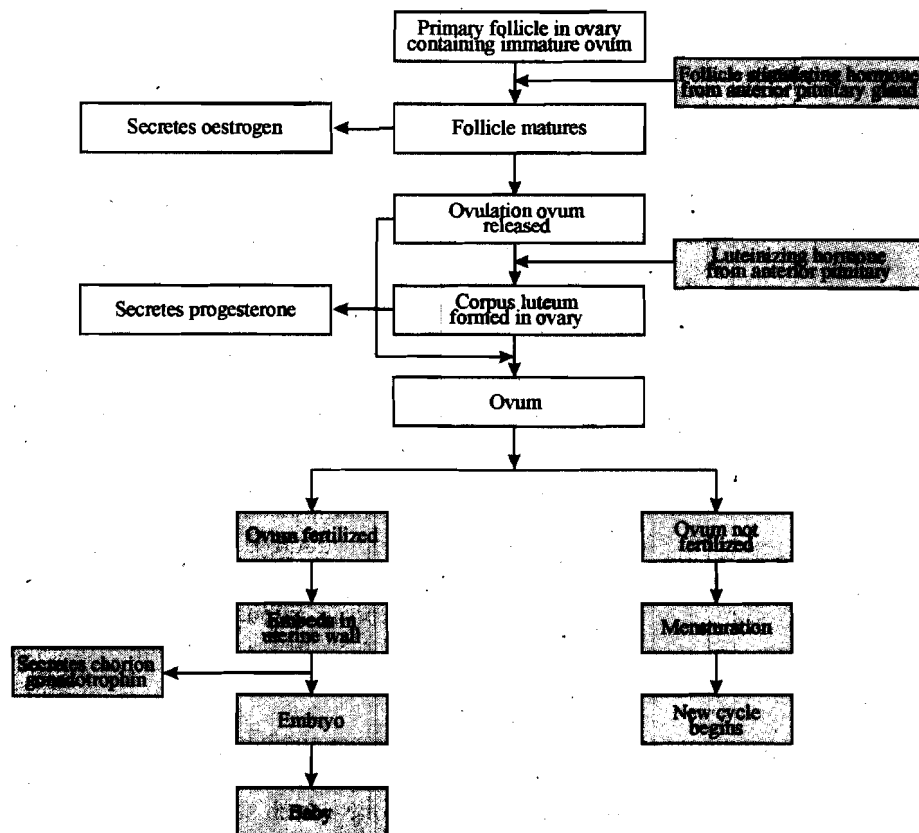 Primary follicle in ovary
containing immature ovum
Follicle stimulating hormone
from anterior pituitary gland
Secretes oestrogen
Follicle matures
Ovulation ovum
released
Luteinizing hormone
from anterior pituitary
Secretes progesterone
Corpus luteum
formed in ovary
Ovum
Ovum fertilized
Ovum not
fertilized
Embeds in
uterine wall
Mensturation
Secretes chorion
gonadotrophin
Embryo
New cycle
begins
Baby